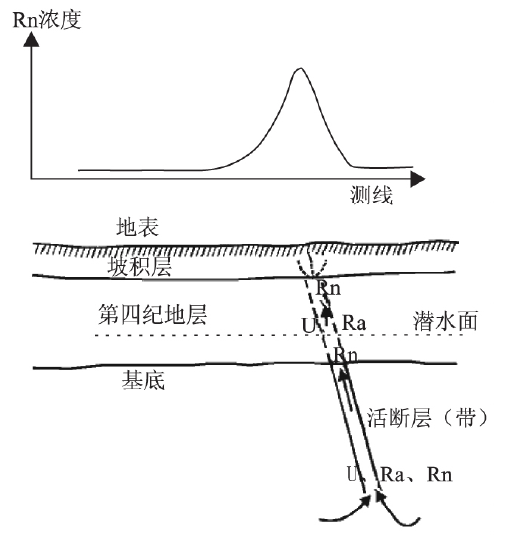 Rn浓度
测线
地表
坡积层
Rn
第四纪地层
U
Ra
潜水面
Rn
基底
活断层（带）
U、Ra、Rn